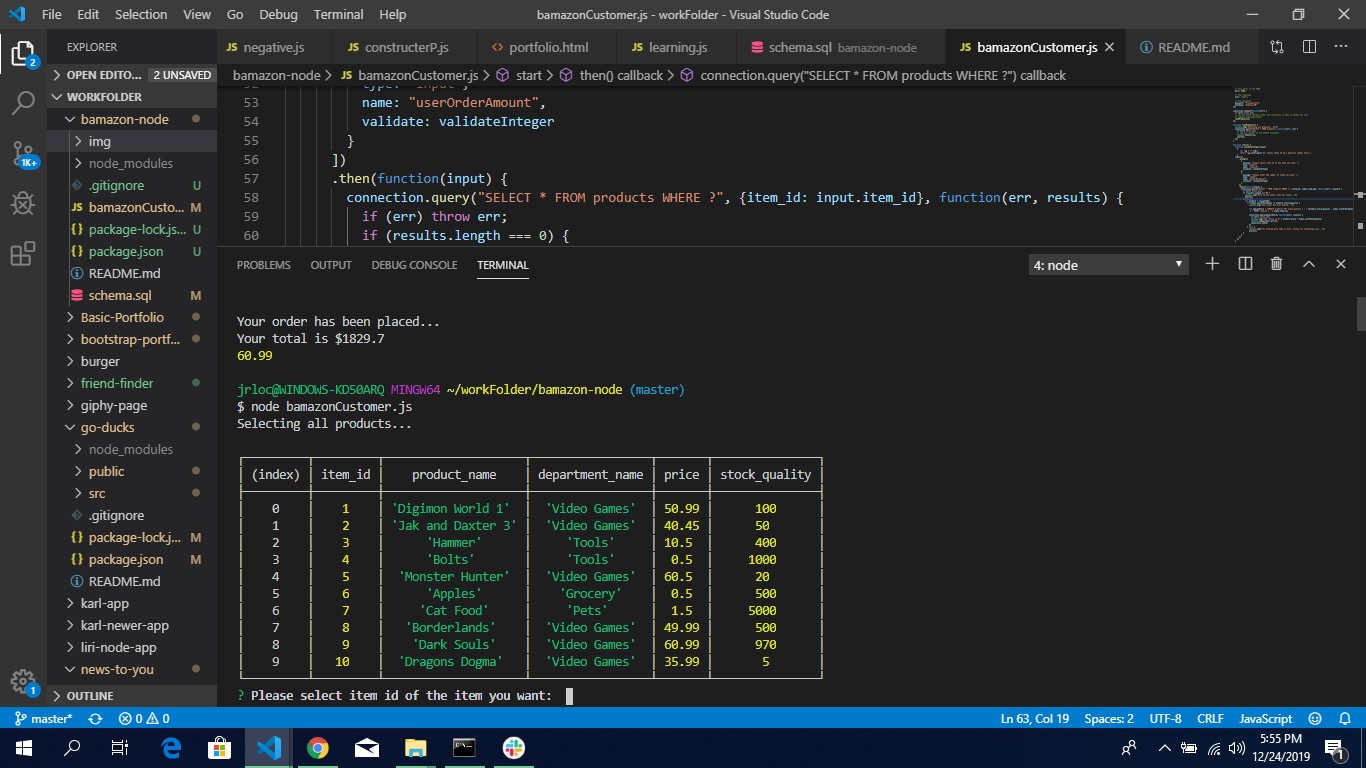 File Edit Selection View Go Debug Terminal Help bamazonCustomer.js - workFolder - Visual Studio Code
EXPLORER
negative.js constructerP.js portfolio.html learning.js schema.sql bamazon-node bamazonCustomer.js README.md
OPEN EDITO... 2 UNSAVED
bamazon-node > bamazonCustomer.js > start > then() callback > connection.query("SELECT * FROM products WHERE ?") callback
WORKFOLDER
bamazon-node
img
node_modules
.gitignore U
bamazonCusto... M
package-lock.js... U
package.json U
README.md
schema.sql M
Basic-Portfolio
bootstrap-portf...
burger
friend-finder
giphy-page
go-ducks
node_modules
public
src
.gitignore
package-lock.j... M
package.json M
README.md
karl-app
karl-newer-app
liri-node-app
news-to-you
OUTLINE
2
1K+
1
53 name: "userOrderAmount",
54 validate: validateInteger
55 }
56 ])
57 .then(function(input) {
58 connection.query("SELECT * FROM products WHERE ?", {item_id: input.item_id}, function(err, results) {
59 if (err) throw err;
60 if (results.length === 0) {
PROBLEMS OUTPUT DEBUG CONSOLE TERMINAL 4: node
Your order has been placed...
Your total is $1829.7
60.99
jrloc@WINDOWS-KD50ARQ MINGW64 ~/workFolder/bamazon-node (master)
$ node bamazonCustomer.js
Selecting all products...
(index) item_id product_name department_name price stock_quality
0 1 'Digimon World 1' 'Video Games' 50.99 100
1 2 'Jak and Daxter 3' 'Video Games' 40.45 50
2 3 'Hammer' 'Tools' 10.5 400
3 4 'Bolts' 'Tools' 0.5 1000
4 5 'Monster Hunter' 'Video Games' 60.5 20
5 6 'Apples' 'Grocery' 0.5 500
6 7 'Cat Food' 'Pets' 1.5 5000
7 8 'Borderlands' 'Video Games' 49.99 500
8 9 'Dark Souls' 'Video Games' 60.99 970
9 10 'Dragons Dogma' 'Video Games' 35.99 5
? Please select item id of the item you want:
master* 0 0 Ln 63, Col 19 Spaces: 2 UTF-8 CRLF JavaScript
5:55 PM
12/24/2019
1